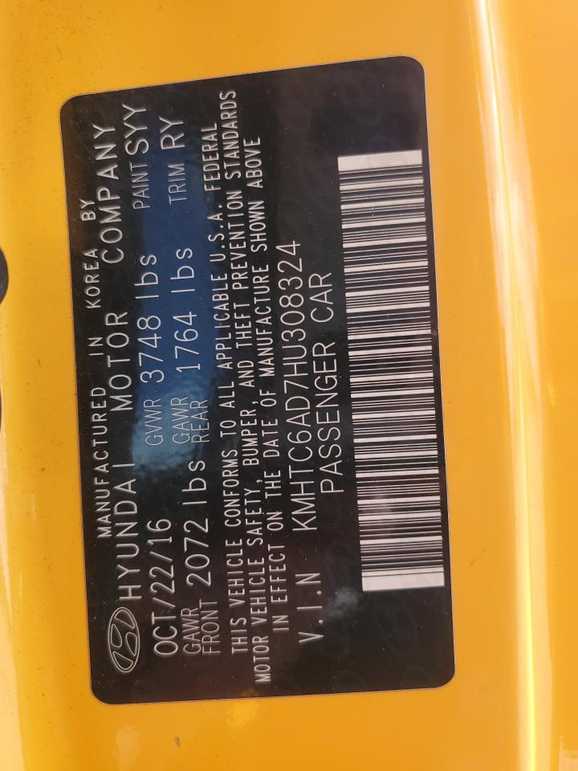 MANUFACTURED IN KOREA BY
HYUNDAI MOTOR COMPANY
OCT/22/16 GVWR 3748 lbs PAINT SYY
GAWR FRONT 2072 lbs GAWR REAR 1764 lbs TRIM RY
THIS VEHICLE CONFORMS TO ALL APPLICABLE U.S.A. FEDERAL
MOTOR VEHICLE SAFETY, BUMPER, AND THEFT PREVENTION STANDARDS
IN EFFECT ON THE DATE OF MANUFACTURE SHOWN ABOVE
V.I.N KMHTC6AD7HU308324
PASSENGER CAR